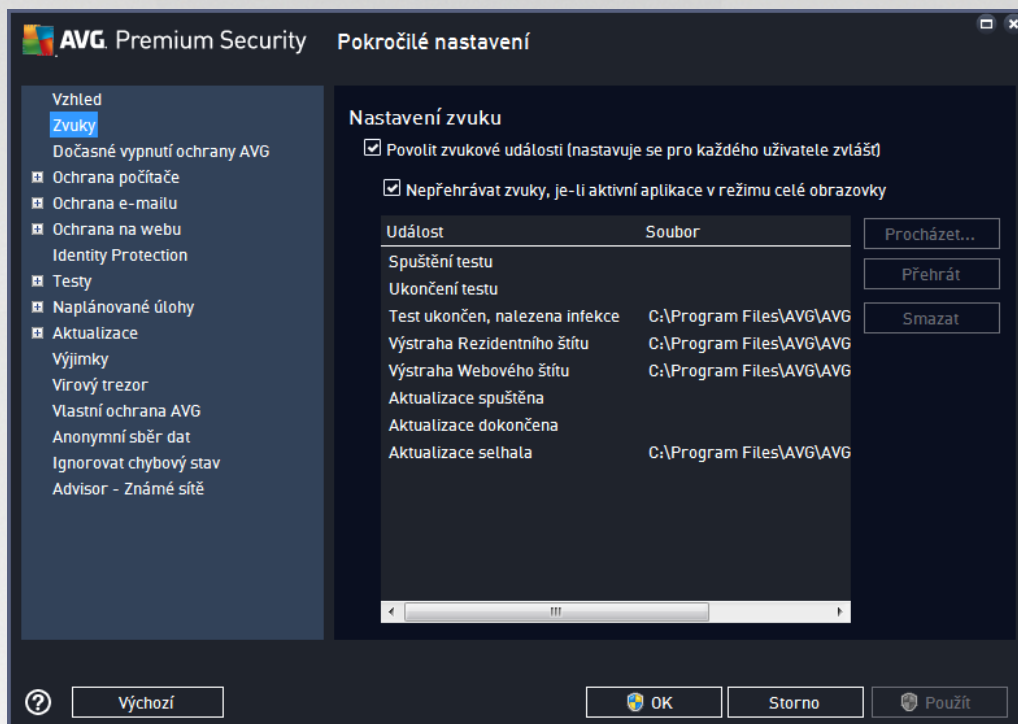 AVG. Premium Security Pokročilé nastavení
Vzhled
Zvuky
Dočasné vypnutí ochrany AVG
Ochrana počítače
Ochrana e-mailu
Ochrana na webu
Identity Protection
Testy
Naplánované úlohy
Aktualizace
Výjimky
Virový trezor
Vlastní ochrana AVG
Anonymní sběr dat
Ignorovat chybový stav
Advisor - Známé sítě
Nastavení zvuku
Povolit zvukové události (nastavuje se pro každého uživatele zvlášť)
Nepřehrávat zvuky, je-li aktivní aplikace v režimu celé obrazovky
Událost Soubor
Spuštění testu
Ukončení testu
Test ukončen, nalezena infekce C:\Program Files\AVG\AVG
Výstraha Rezidentního štítu C:\Program Files\AVG\AVG
Výstraha Webového štítu C:\Program Files\AVG\AVG
Aktualizace spuštěna
Aktualizace dokončena
Aktualizace selhala C:\Program Files\AVG\AVG
Procházet...
Přehrát
Smazat
Výchozí OK Storno Použít